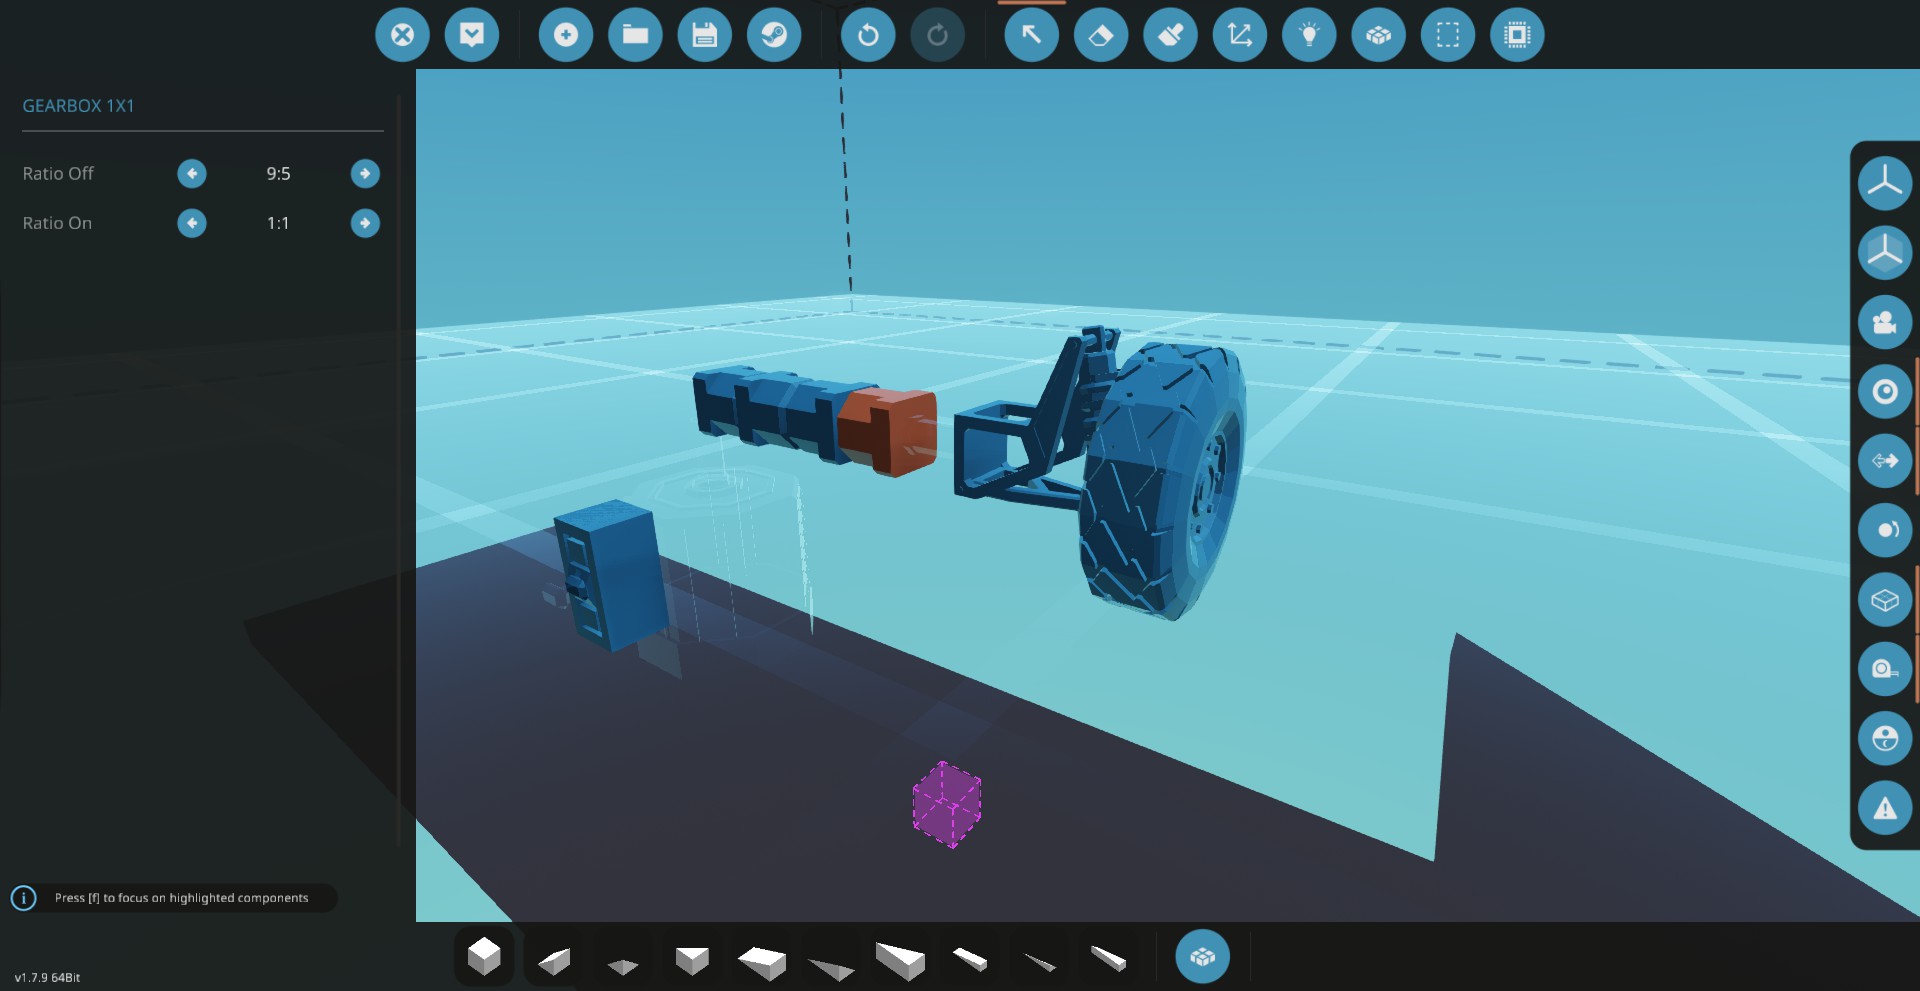 GEARBOX 1X1
Ratio Off 9:5
Ratio On 1:1
Press [f] to focus on highlighted components
v1.7.9 64Bit